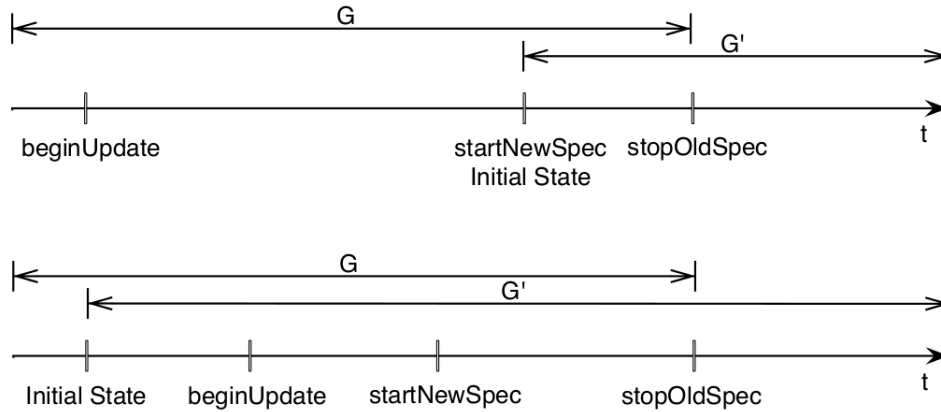 G
G'
t
beginUpdate
startNewSpec
stopOldSpec
Initial State
G
G'
t
Initial State
beginUpdate
startNewSpec
stopOldSpec